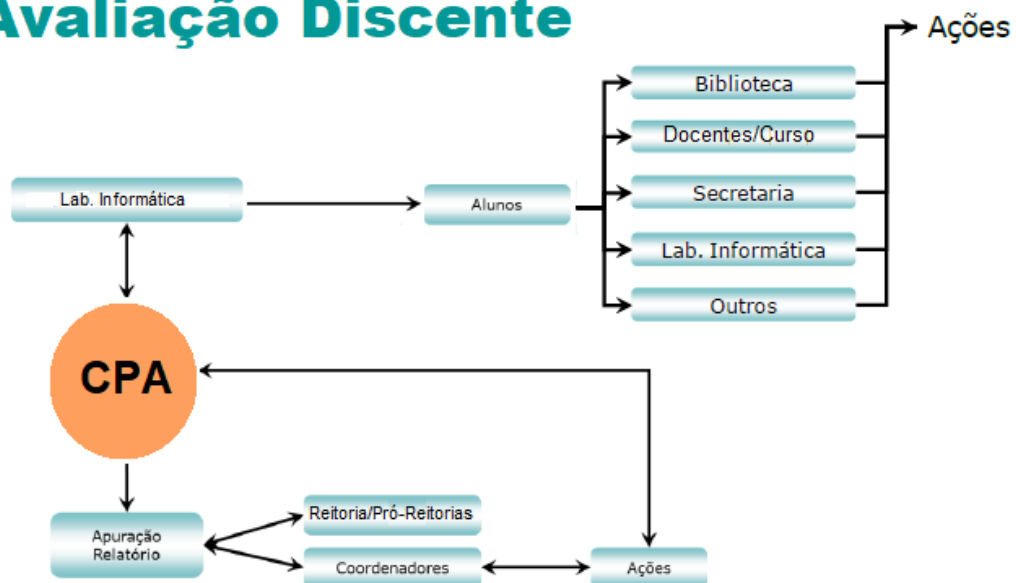 Avaliação Discente
Ações
Biblioteca
Docentes/Curso
Lab. Informática
Alunos
Secretaria
Lab. Informática
Outros
CPA
Reitoria/Pró-Reitorias
Apuração
Relatório
Coordenadores
Ações